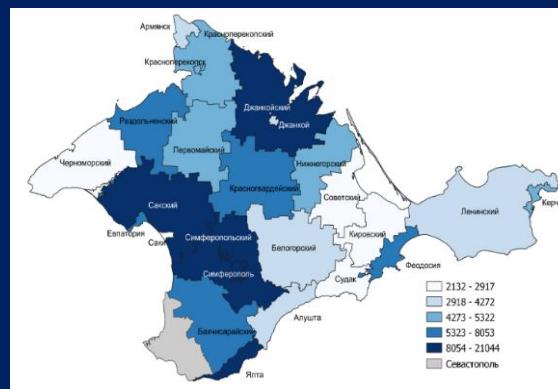 Армянск
Красноперекопский
Красноперекопск
Джанкойский
Джанкой
Раздольненский
Первомайский
Нижнегорский
Черноморский
Красногвардейский
Советский
Сакский
Ленинский
Керчь
Евпатория
Саки
Симферопольский
Белогорский
Кировский
Симферополь
Феодосия
Судак
Алушта
Бахчисарайский
Ялта
2132 - 2917
2918 - 4272
4273 - 5322
5323 - 8053
8054 - 21044
Севастополь